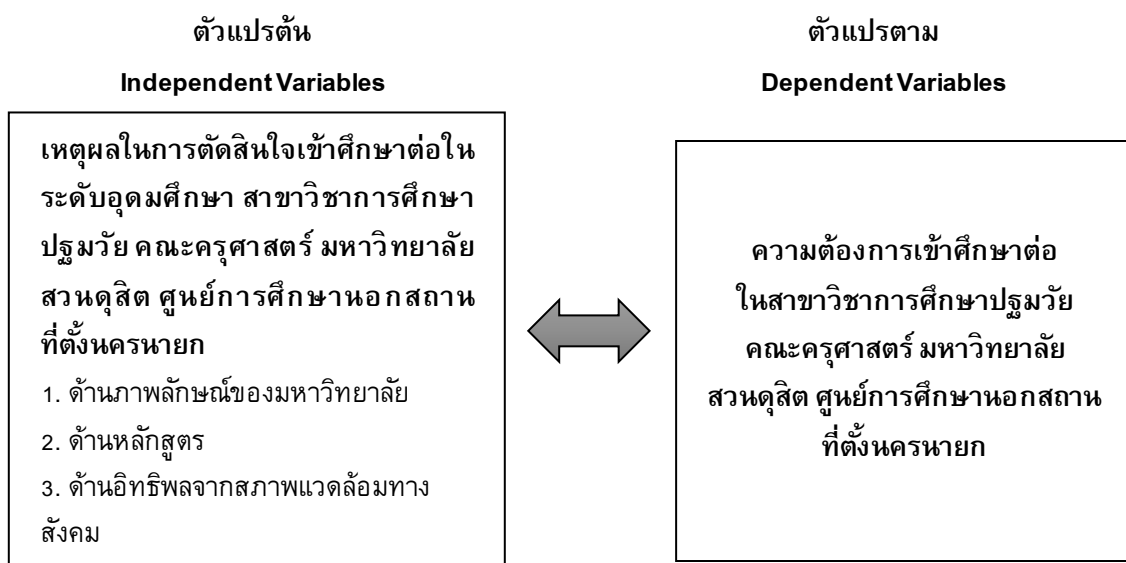 ตัวแปรต้น
Independent Variables
เหตุผลในการตัดสินใจเข้าศึกษาต่อใน
ระดับอุดมศึกษา สาขาวิชาการศึกษา
ปฐมวัย คณะครุศาสตร์ มหาวิทยาลัย
สวนดุสิต ศูนย์การศึกษานอกสถาน
ที่ตั้งนครนายก
1. ด้านภาพลักษณ์ของมหาวิทยาลัย
2. ด้านหลักสูตร
3. ด้านอิทธิพลจากสภาพแวดล้อมทาง
สังคม
ตัวแปรตาม
Dependent Variables
ความต้องการเข้าศึกษาต่อ
ในสาขาวิชาการศึกษาปฐมวัย
คณะครุศาสตร์ มหาวิทยาลัย
สวนดุสิต ศูนย์การศึกษานอกสถาน
ที่ตั้งนครนายก